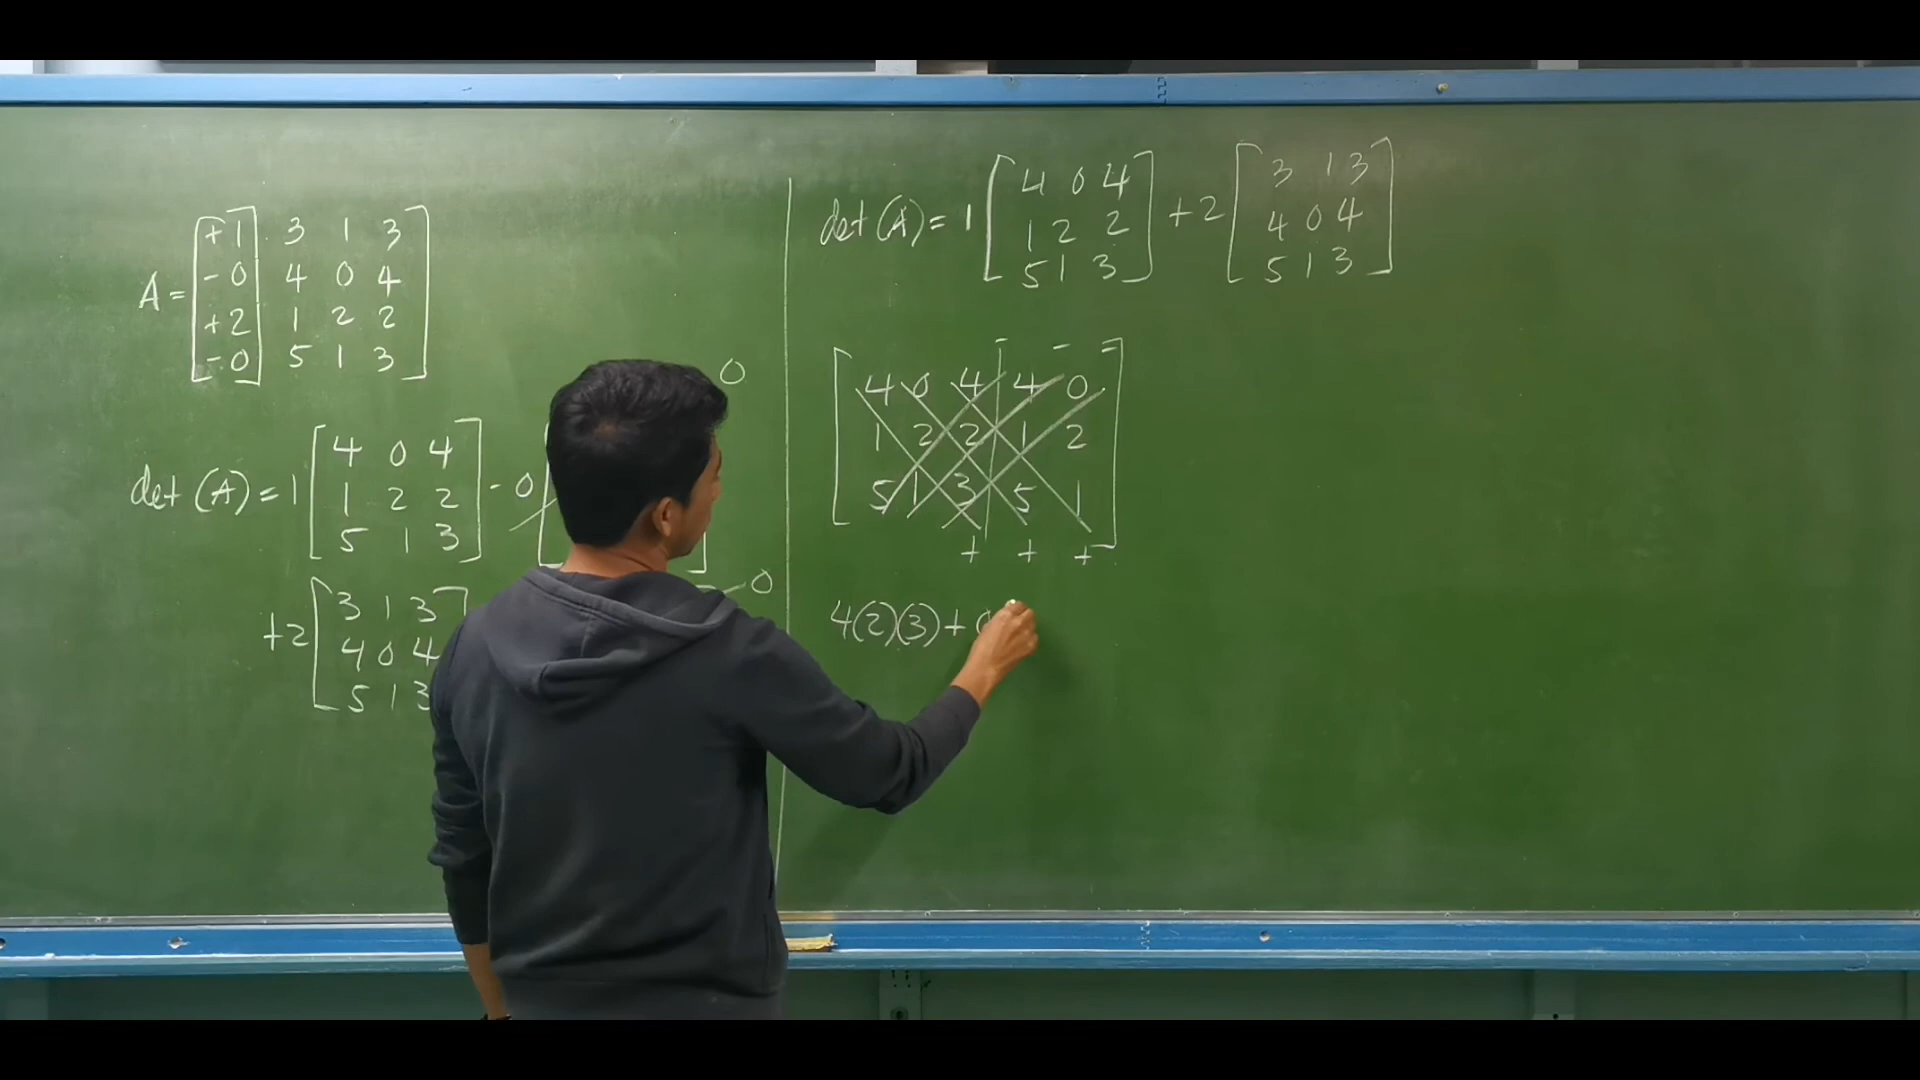 +1 3 1 3
-0 4 0 4
A =
+2 1 2 2
-0 5 1 3
0
4 0 4
det (A) = 1 1 2 2 - 0
5 1 3
0
3 1 3
+2 4 0 4
5 1 3
4 0 4 3 1 3
det (A) = 1 1 2 2 +2 4 0 4
5 1 3 5 1 3
- - =
4 0 4 4 0
1 2 2 1 2
5 1 3 5 1
+ + +
4(2)(3) +